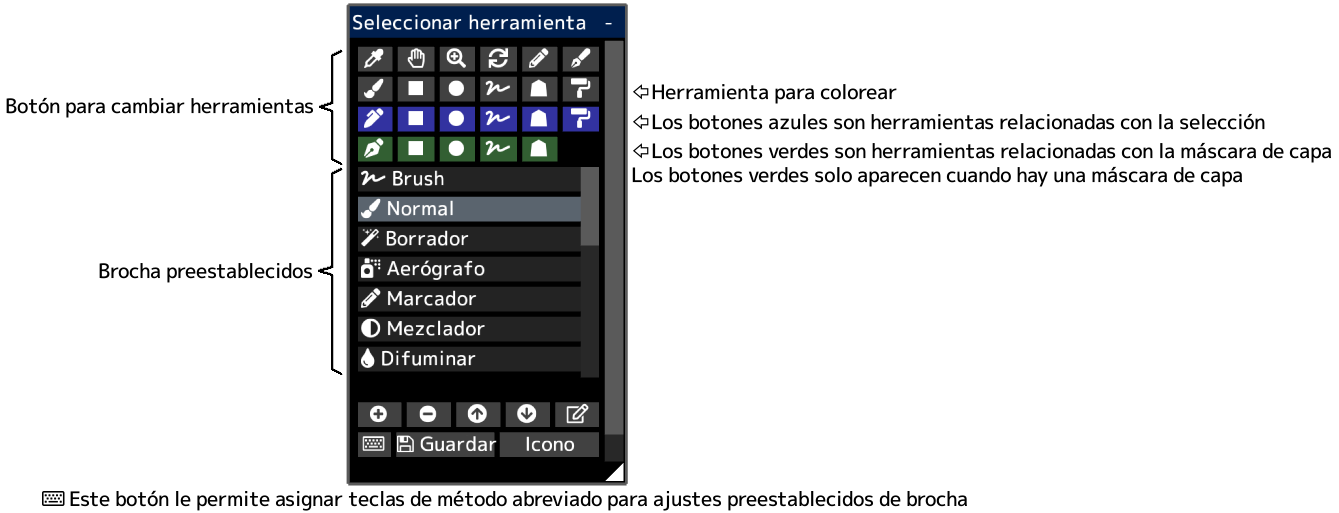 Seleccionar herramienta -
Botón para cambiar herramientas
Herramienta para colorear
Los botones azules son herramientas relacionadas con la selección
Los botones verdes son herramientas relacionadas con la máscara de capa
Los botones verdes solo aparecen cuando hay una máscara de capa
Brocha preestablecidos
Brush
Normal
Borrador
Aerógrafo
Marcador
Mezclador
Difuminar
Guardar Icono
Este botón le permite asignar teclas de método abreviado para ajustes preestablecidos de brocha